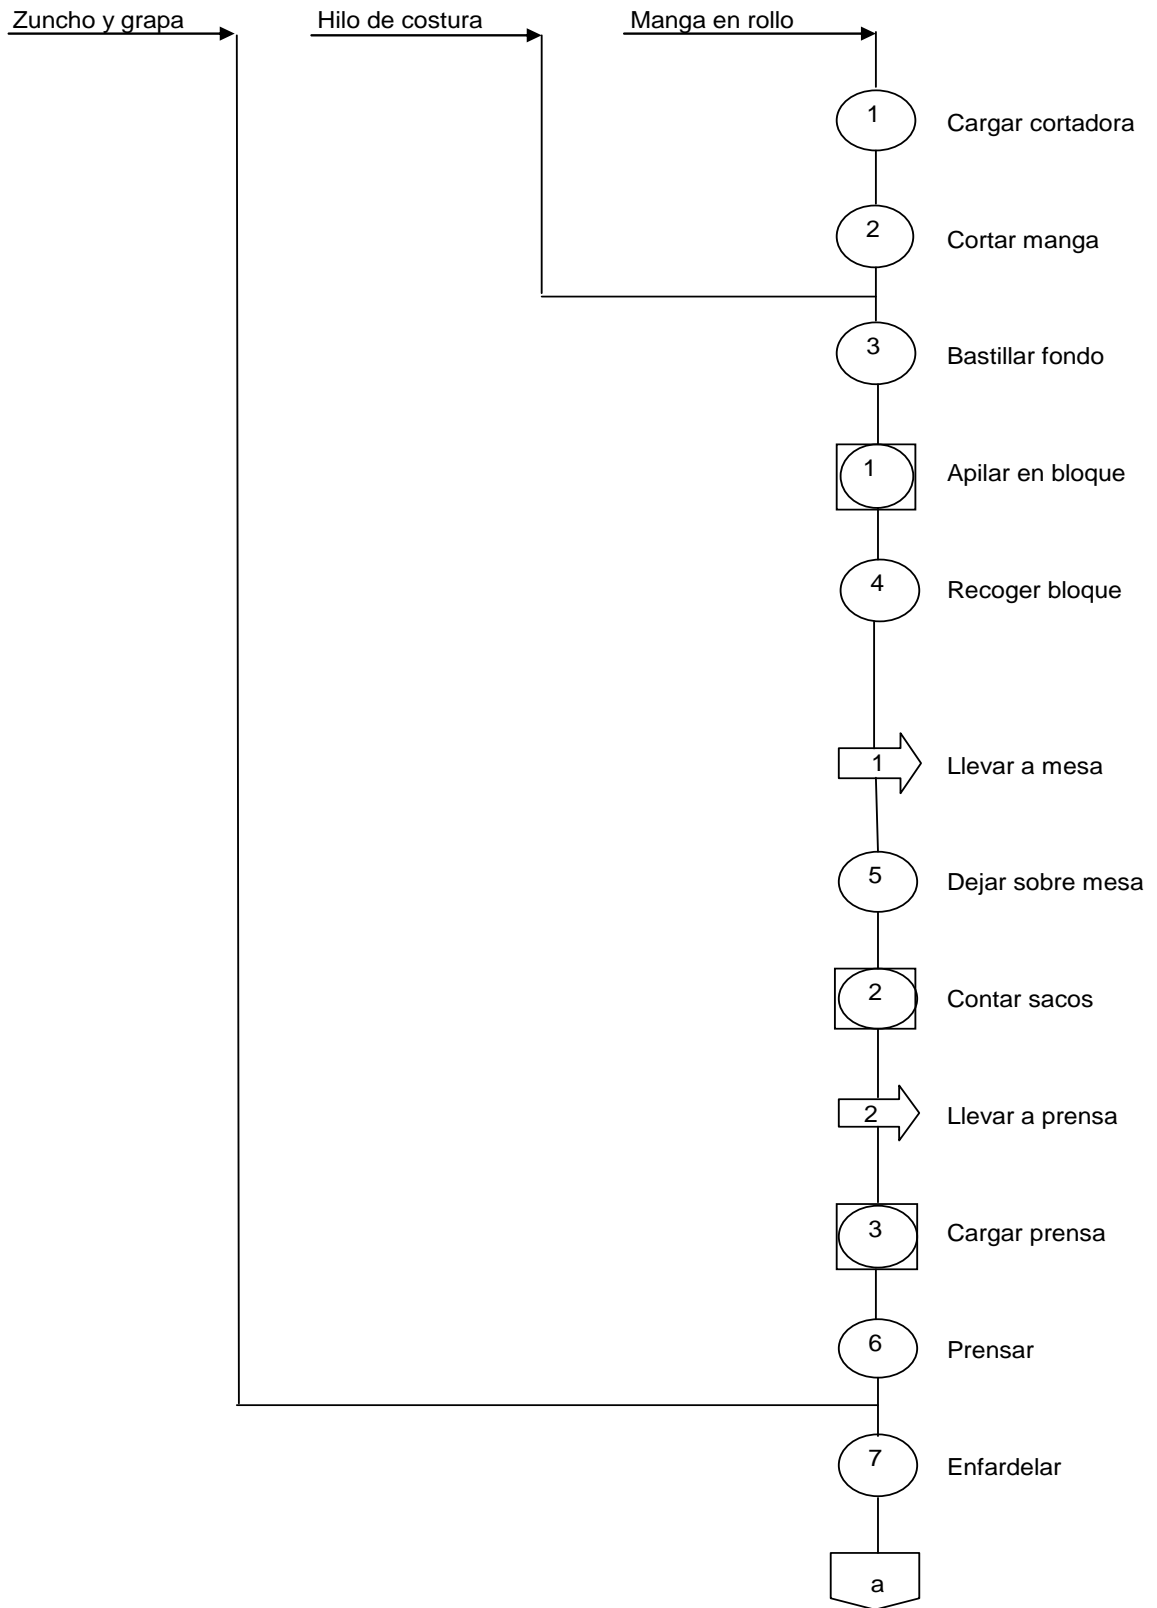 Zuncho y grapa
Hilo de costura
Manga en rollo
1
Cargar cortadora
2
Cortar manga
3
Bastillar fondo
1
Apilar en bloque
4
Recoger bloque
1
Llevar a mesa
5
Dejar sobre mesa
2
Contar sacos
2
Llevar a prensa
3
Cargar prensa
6
Prensar
7
Enfardelar
a